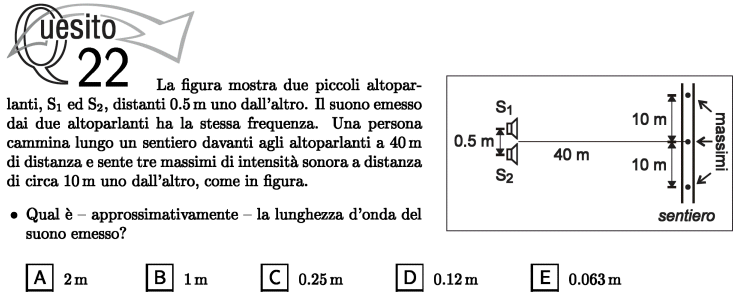 Quesito
22
La figura mostra due piccoli altopar-
lanti, S₁ ed S₂, distanti 0.5 m uno dall'altro. Il suono emesso
dai due altoparlanti ha la stessa frequenza. Una persona
cammina lungo un sentiero davanti agli altoparlanti a 40 m
di distanza e sente tre massimi di intensità sonora a distanza
di circa 10 m uno dall'altro, come in figura.
• Qual è – approssimativamente – la lunghezza d'onda del
suono emesso?
S₁
0.5 m
S₂
40 m
10 m
10 m
massimi
sentiero
A 2 m B 1 m C 0.25 m D 0.12 m E 0.063 m